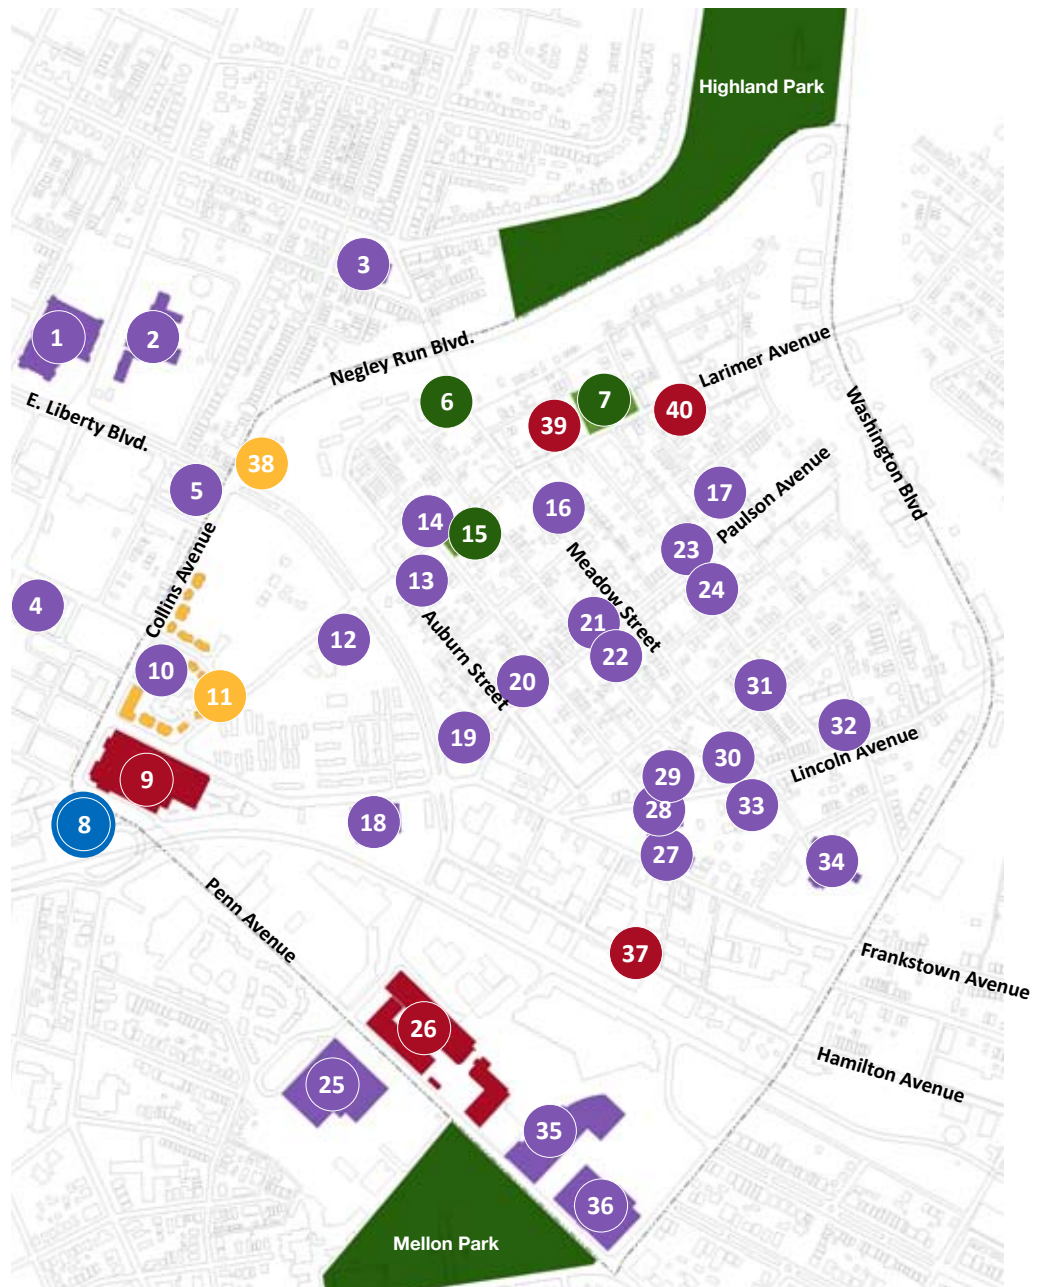 Highland Park
3
1
2
Negley Run Blvd.
Larimer Avenue
6
7
39
40
E. Liberty Blvd.
38
5
Washington Blvd
17
Paulson Avenue
16
14
15
23
Collins Avenue
13
Meadow Street
24
4
12
Auburn Street
21
22
10
11
20
31
19
32
Lincoln Avenue
9
29
30
28
33
8
18
27
34
Penn Avenue
37
Frankstown Avenue
26
Hamilton Avenue
25
35
36
Mellon Park